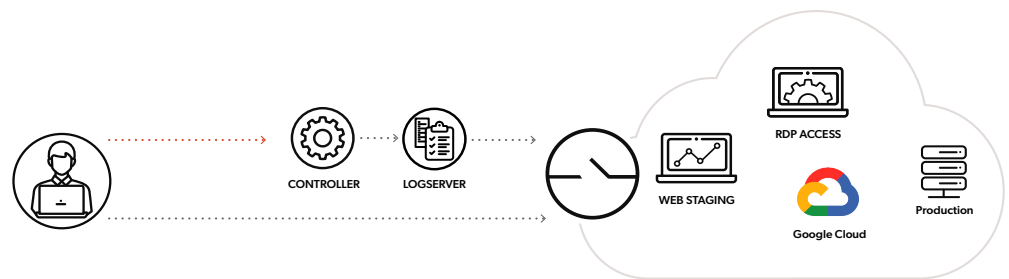 CONTROLLER
LOGSERVER
WEB STAGING
RDP ACCESS
Google Cloud
Production